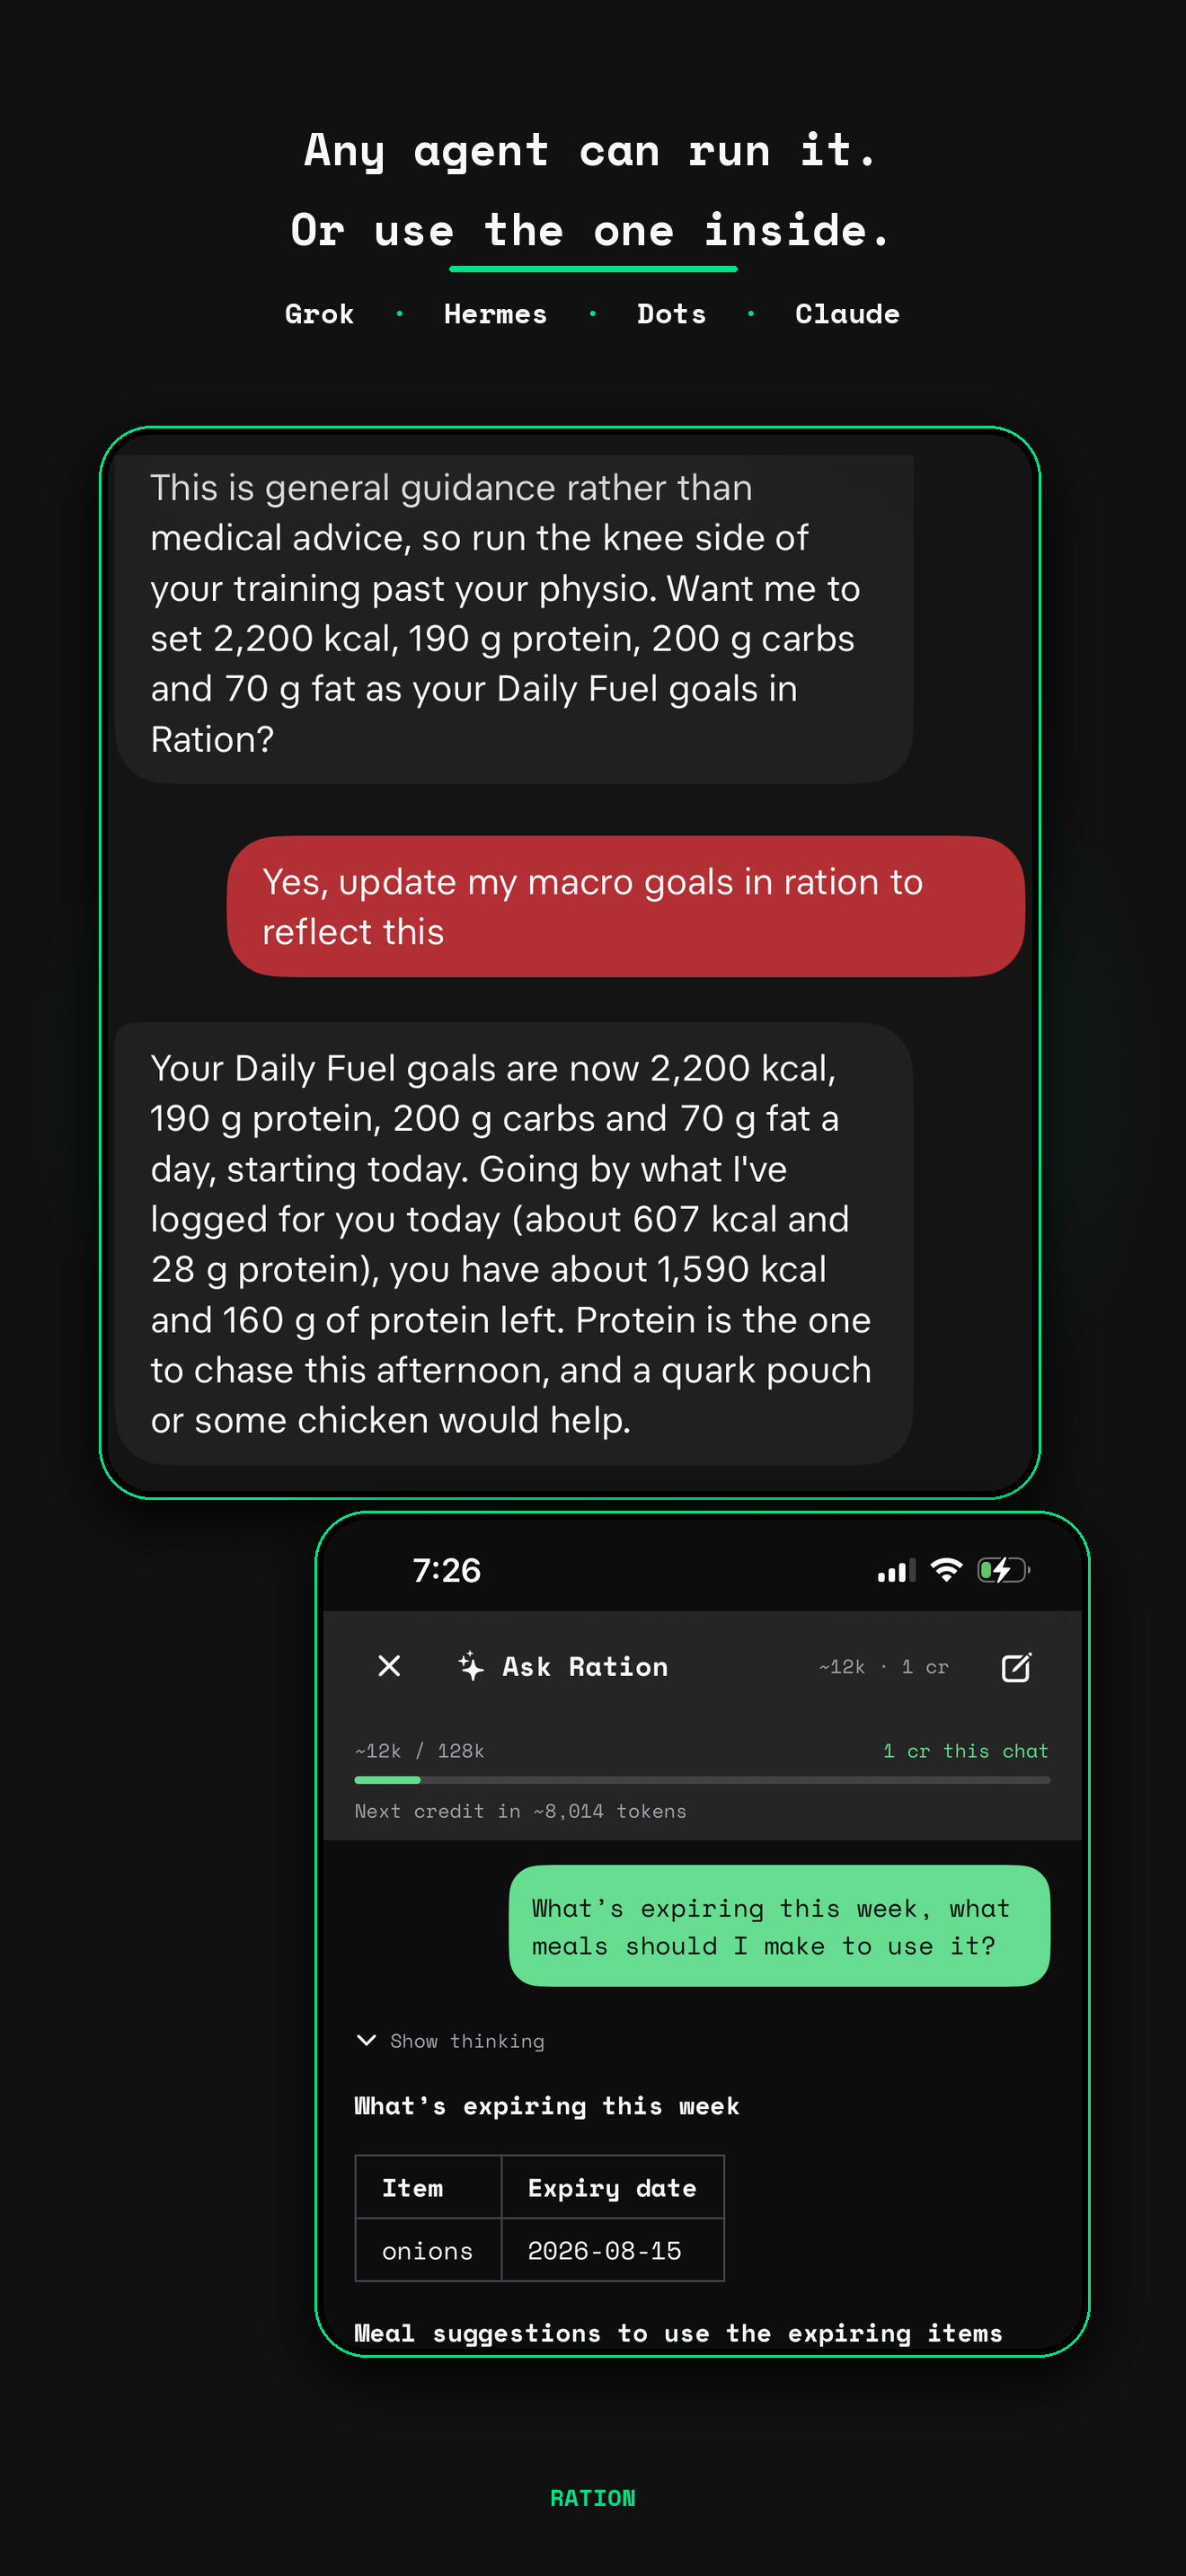 Any agent can run it.
Or use the one inside.
Grok · Hermes · Dots · Claude
This is general guidance rather than
medical advice, so run the knee side of
your training past your physio. Want me to
set 2,200 kcal, 190 g protein, 200 g carbs
and 70 g fat as your Daily Fuel goals in
Ration?
Yes, update my macro goals in ration to
reflect this
Your Daily Fuel goals are now 2,200 kcal,
190 g protein, 200 g carbs and 70 g fat a
day, starting today. Going by what I've
logged for you today (about 607 kcal and
28 g protein), you have about 1,590 kcal
and 160 g of protein left. Protein is the one
to chase this afternoon, and a quark pouch
or some chicken would help.
7:26
Ask Ration ~12k · 1 cr
~12k / 128k 1 cr this chat
Next credit in ~8,014 tokens
What's expiring this week, what
meals should I make to use it?
Show thinking
What's expiring this week
Item Expiry date
onions 2026-08-15
Meal suggestions to use the expiring items
RATION